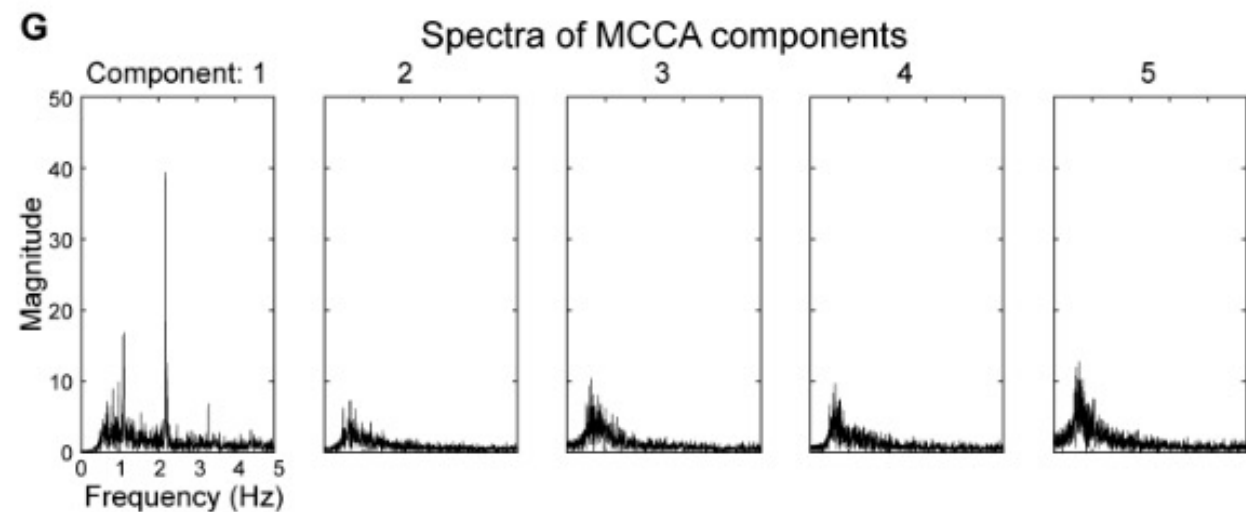 G
Spectra of MCCA components
Component: 1 2 3 4 5
50
40
30
20
10
0
Magnitude
0 1 2 3 4 5
Frequency (Hz)